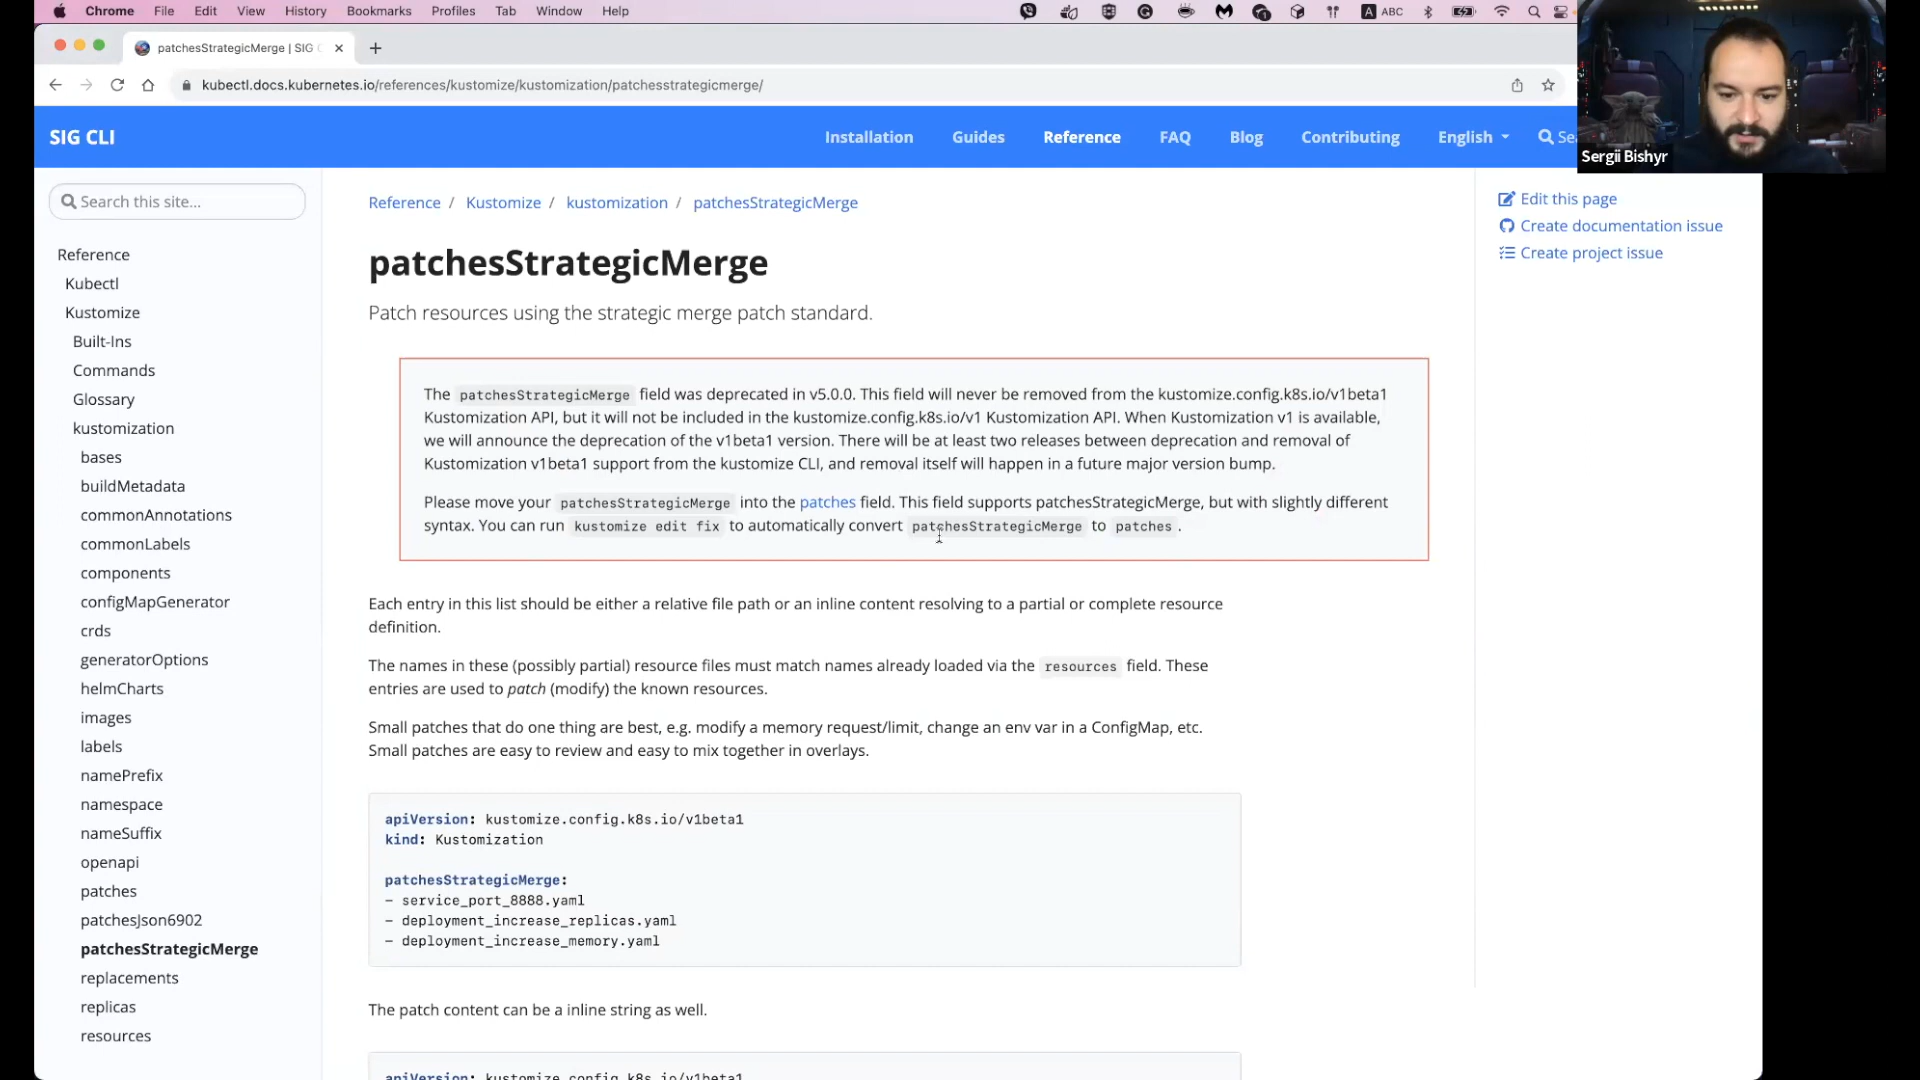 Chrome File Edit View History Bookmarks Profiles Tab Window Help
A ABC
patchesStrategicMerge | SIG C
kubectl.docs.kubernetes.io/references/kustomize/kustomization/patchesstrategicmerge/
SIG CLI
Installation Guides Reference FAQ Blog Contributing English
Sergii Bishyr
Search this site...
Reference
Kubectl
Kustomize
Built-Ins
Commands
Glossary
kustomization
bases
buildMetadata
commonAnnotations
commonLabels
components
configMapGenerator
crds
generatorOptions
helmCharts
images
labels
namePrefix
namespace
nameSuffix
openapi
patches
patchesJson6902
patchesStrategicMerge
replacements
replicas
resources
Reference / Kustomize / kustomization / patchesStrategicMerge
patchesStrategicMerge
Patch resources using the strategic merge patch standard.
The patchesStrategicMerge field was deprecated in v5.0.0. This field will never be removed from the kustomize.config.k8s.io/v1beta1
Kustomization API, but it will not be included in the kustomize.config.k8s.io/v1 Kustomization API. When Kustomization v1 is available,
we will announce the deprecation of the v1beta1 version. There will be at least two releases between deprecation and removal of
Kustomization v1beta1 support from the kustomize CLI, and removal itself will happen in a future major version bump.
Please move your patchesStrategicMerge into the patches field. This field supports patchesStrategicMerge, but with slightly different
syntax. You can run kustomize edit fix to automatically convert patchesStrategicMerge to patches .
Each entry in this list should be either a relative file path or an inline content resolving to a partial or complete resource
definition.
The names in these (possibly partial) resource files must match names already loaded via the resources field. These
entries are used to patch (modify) the known resources.
Small patches that do one thing are best, e.g. modify a memory request/limit, change an env var in a ConfigMap, etc.
Small patches are easy to review and easy to mix together in overlays.
apiVersion: kustomize.config.k8s.io/v1beta1
kind: Kustomization
patchesStrategicMerge:
- service_port_8888.yaml
- deployment_increase_replicas.yaml
- deployment_increase_memory.yaml
The patch content can be a inline string as well.
apiVersion: kustomize.config.k8s.io/v1beta1
Edit this page
Create documentation issue
Create project issue